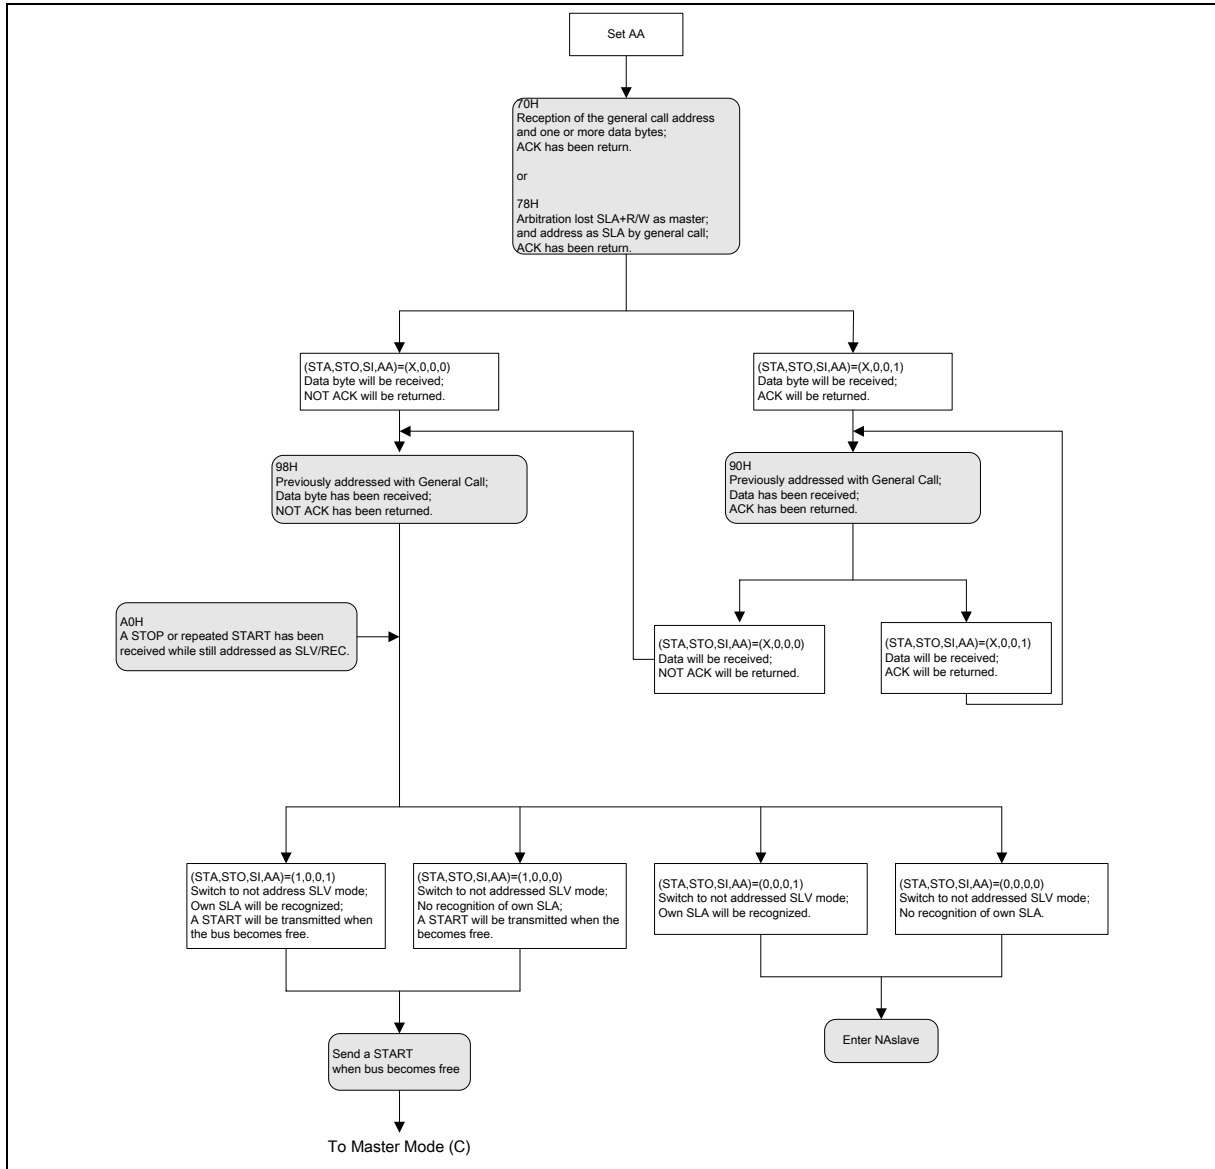 Set AA
70H
Reception of the general call address
and one or more data bytes;
ACK has been return.
or
78H
Arbitration lost SLA+R/W as master;
and address as SLA by general call;
ACK has been return.
(STA,STO,SI,AA)=(X,0,0,0)
Data byte will be received;
NOT ACK will be returned.
(STA,STO,SI,AA)=(X,0,0,1)
Data byte will be received;
ACK will be returned.
98H
Previously addressed with General Call;
Data byte has been received;
NOT ACK has been returned.
90H
Previously addressed with General Call;
Data has been received;
ACK has been returned.
A0H
A STOP or repeated START has been
received while still addressed as SLV/REC.
(STA,STO,SI,AA)=(X,0,0,0)
Data will be received;
NOT ACK will be returned.
(STA,STO,SI,AA)=(X,0,0,1)
Data will be received;
ACK will be returned.
(STA,STO,SI,AA)=(1,0,0,1)
Switch to not address SLV mode;
Own SLA will be recognized;
A START will be transmitted when
the bus becomes free.
(STA,STO,SI,AA)=(1,0,0,0)
Switch to not addressed SLV mode;
No recognition of own SLA;
A START will be transmitted when the
becomes free.
(STA,STO,SI,AA)=(0,0,0,1)
Switch to not addressed SLV mode;
Own SLA will be recognized.
(STA,STO,SI,AA)=(0,0,0,0)
Switch to not addressed SLV mode;
No recognition of own SLA.
Send a START
when bus becomes free
Enter NAslave
To Master Mode (C)